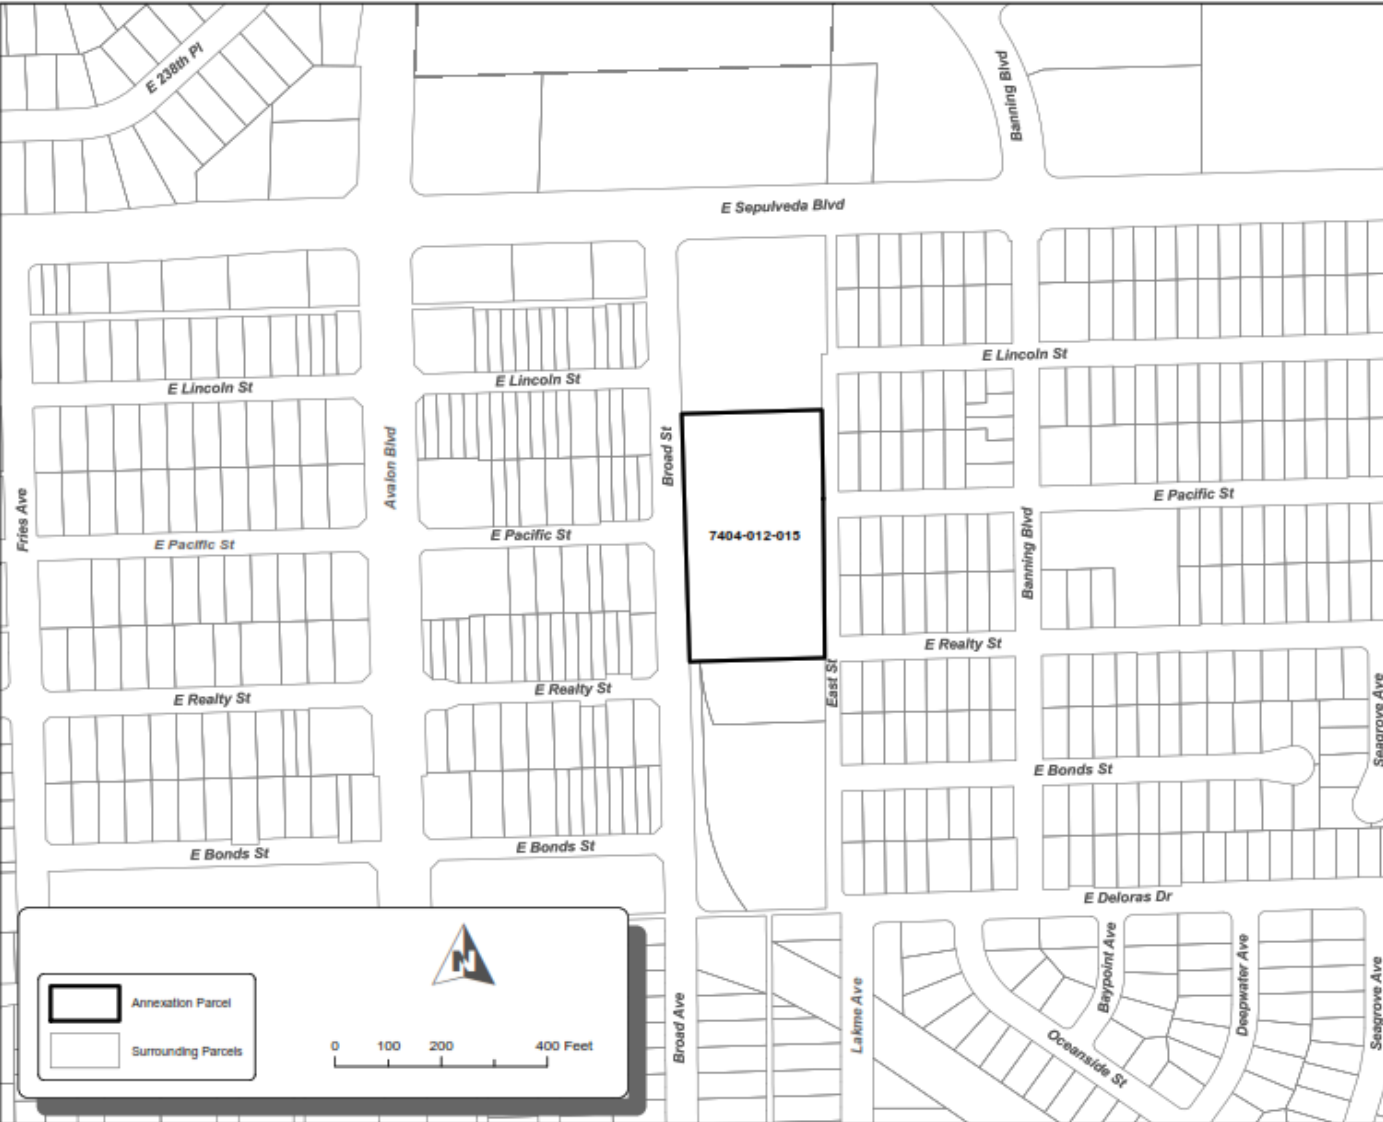 E 238th Pl
Banning Blvd
E Sepulveda Blvd
E Lincoln St
E Lincoln St
E Lincoln St
Avalon Blvd
Broad St
Fries Ave
E Pacific St
E Pacific St
E Pacific St
7404-012-015
Banning Blvd
E Realty St
E Realty St
E Realty St
East St
Seagrove Ave
E Bonds St
E Bonds St
E Bonds St
E Deloras Dr
N
Annexation Parcel
Surrounding Parcels
0 100 200 400 Feet
Broad Ave
Lakme Ave
Baypoint Ave
Deepwater Ave
Seagrove Ave
Oceanside St